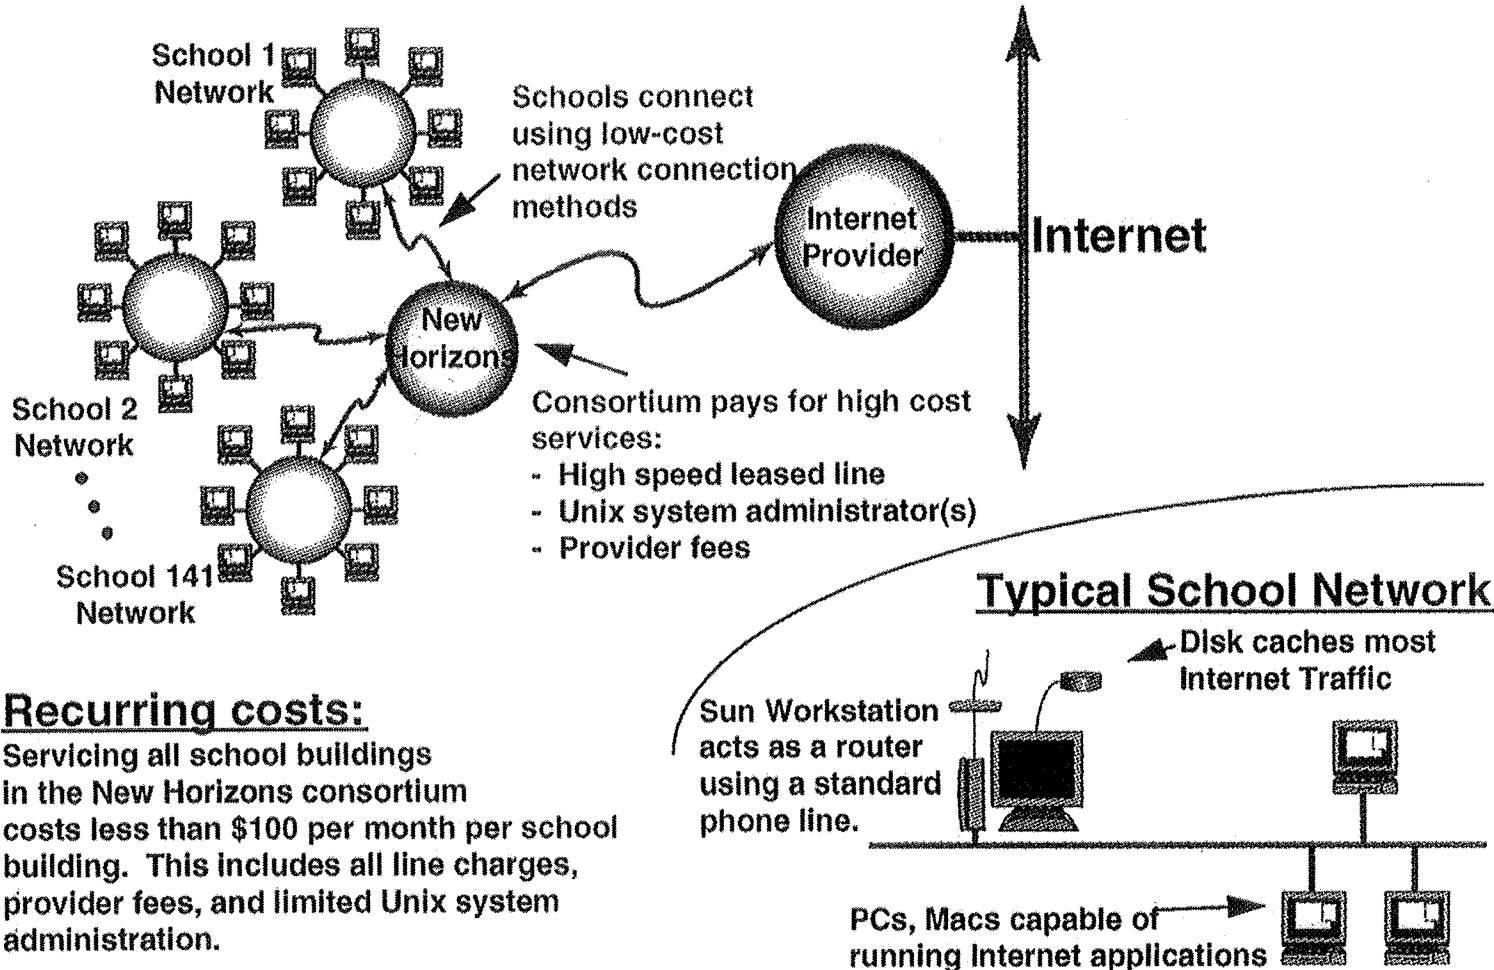 School 1
Network
Schools connect
using low-cost
network connection
methods
Internet
Provider
Internet
New
Horizons
School 2
Network
Consortium pays for high cost
services:
- High speed leased line
- Unix system administrator(s)
- Provider fees
School 141
Network
Typical School Network
Disk caches most
Internet Traffic
Sun Workstation
acts as a router
using a standard
phone line.
PCs, Macs capable of
running Internet applications
Recurring costs:
Servicing all school buildings
in the New Horizons consortium
costs less than $100 per month per school
building. This includes all line charges,
provider fees, and limited Unix system
administration.